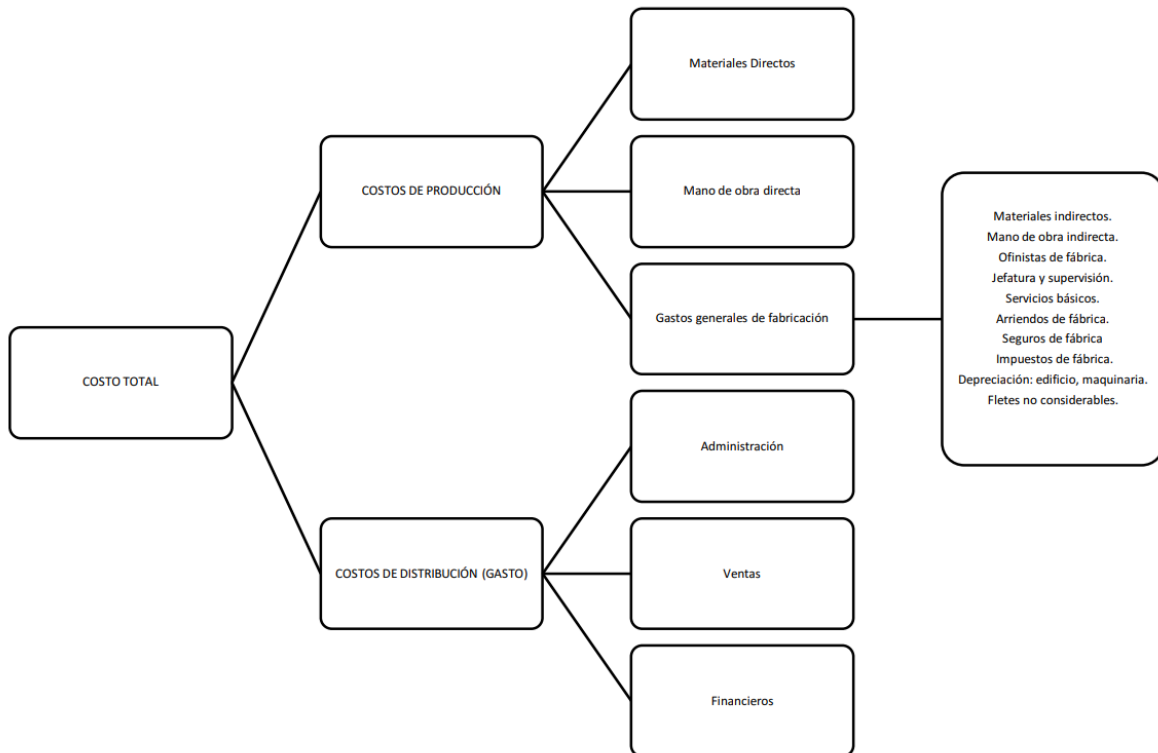 COSTO TOTAL
COSTOS DE PRODUCCIÓN
Materiales Directos
Mano de obra directa
Gastos generales de fabricación
Materiales indirectos.
Mano de obra indirecta.
Ofinistas de fábrica.
Jefatura y supervisión.
Servicios básicos.
Arriendos de fábrica.
Seguros de fábrica
Impuestos de fábrica.
Depreciación: edificio, maquinaria.
Fletes no considerables.
COSTOS DE DISTRIBUCIÓN (GASTO)
Administración
Ventas
Financieros